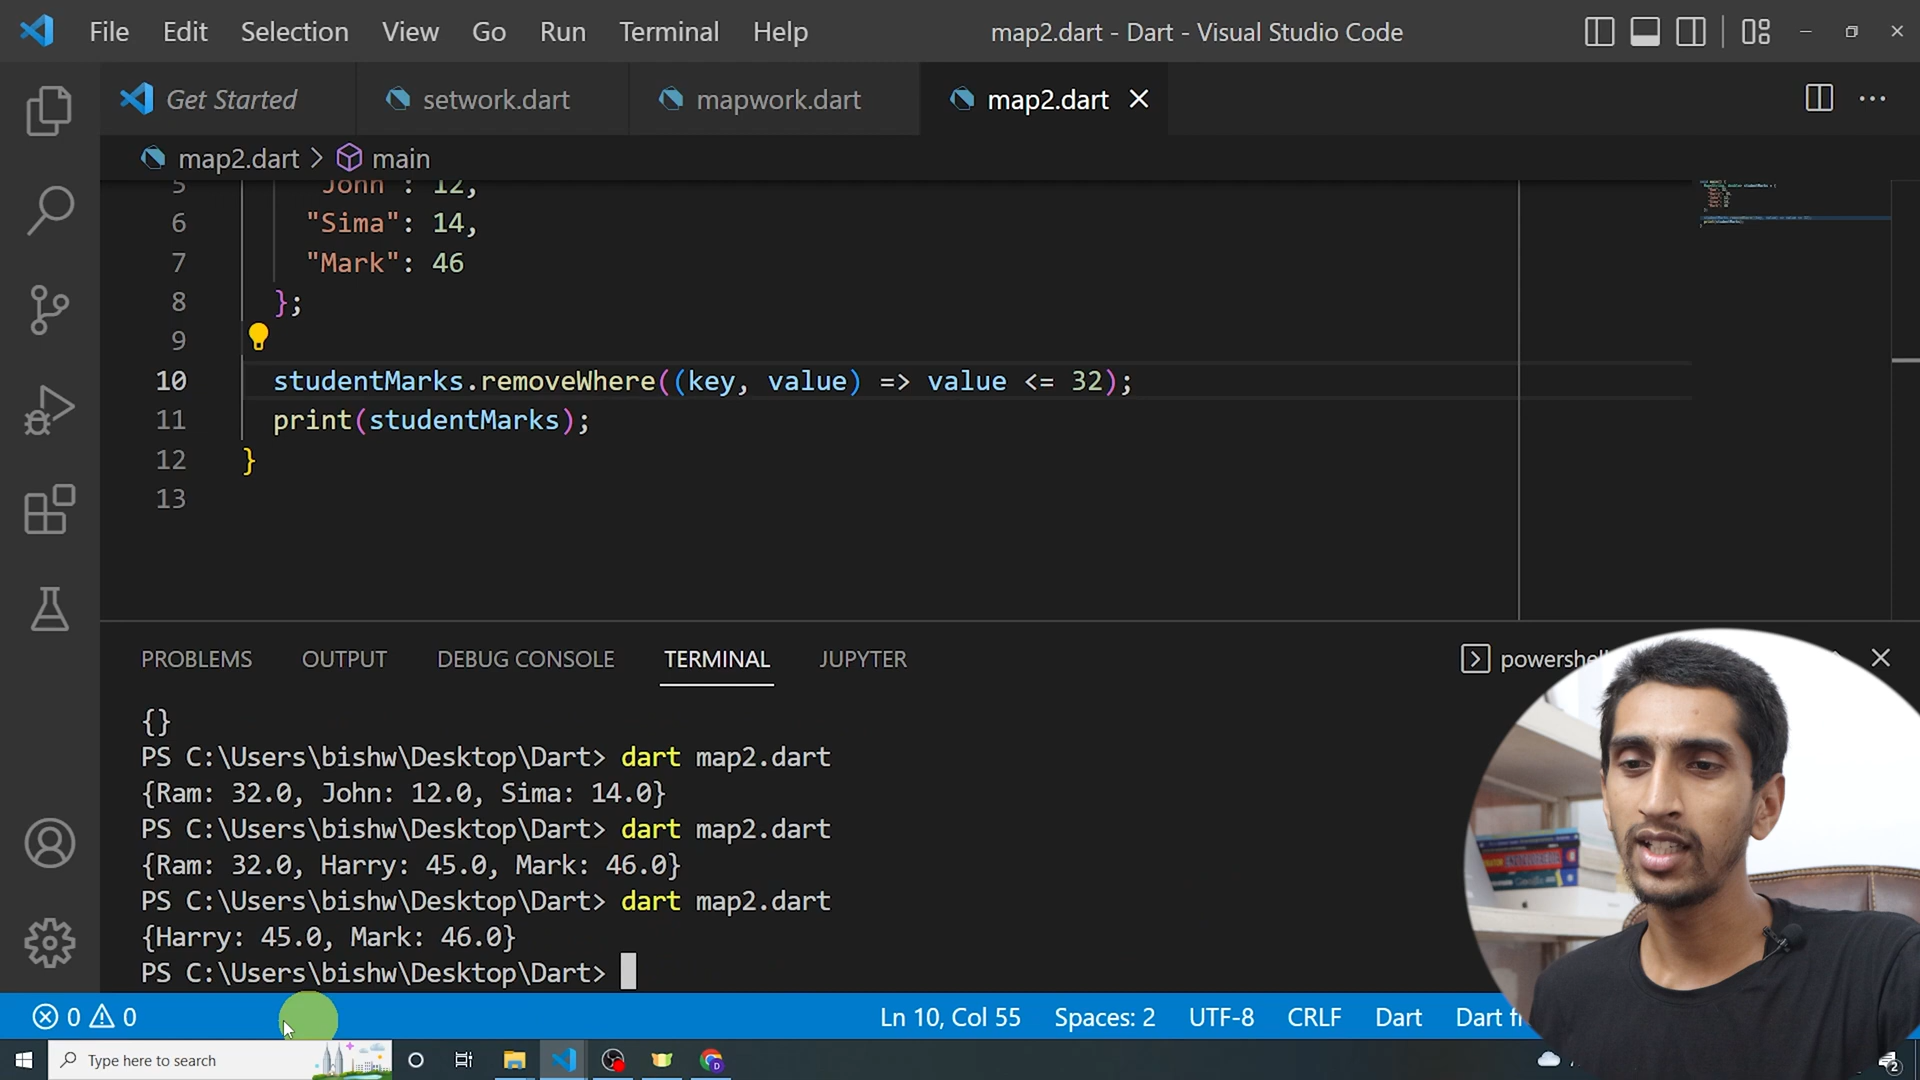 File Edit Selection View Go Run Terminal Help map2.dart - Dart - Visual Studio Code
Get Started setwork.dart mapwork.dart map2.dart
map2.dart > main
5 "John": 12,
6 "Sima": 14,
7 "Mark": 46
8 };
9
10 studentMarks.removeWhere((key, value) => value <= 32);
11 print(studentMarks);
12 }
13
PROBLEMS OUTPUT DEBUG CONSOLE TERMINAL JUPYTER
{}
PS C:\Users\bishw\Desktop\Dart> dart map2.dart
{Ram: 32.0, John: 12.0, Sima: 14.0}
PS C:\Users\bishw\Desktop\Dart> dart map2.dart
{Ram: 32.0, Harry: 45.0, Mark: 46.0}
PS C:\Users\bishw\Desktop\Dart> dart map2.dart
{Harry: 45.0, Mark: 46.0}
PS C:\Users\bishw\Desktop\Dart>
0 0 Ln 10, Col 55 Spaces: 2 UTF-8 CRLF Dart Dart
Type here to search
2